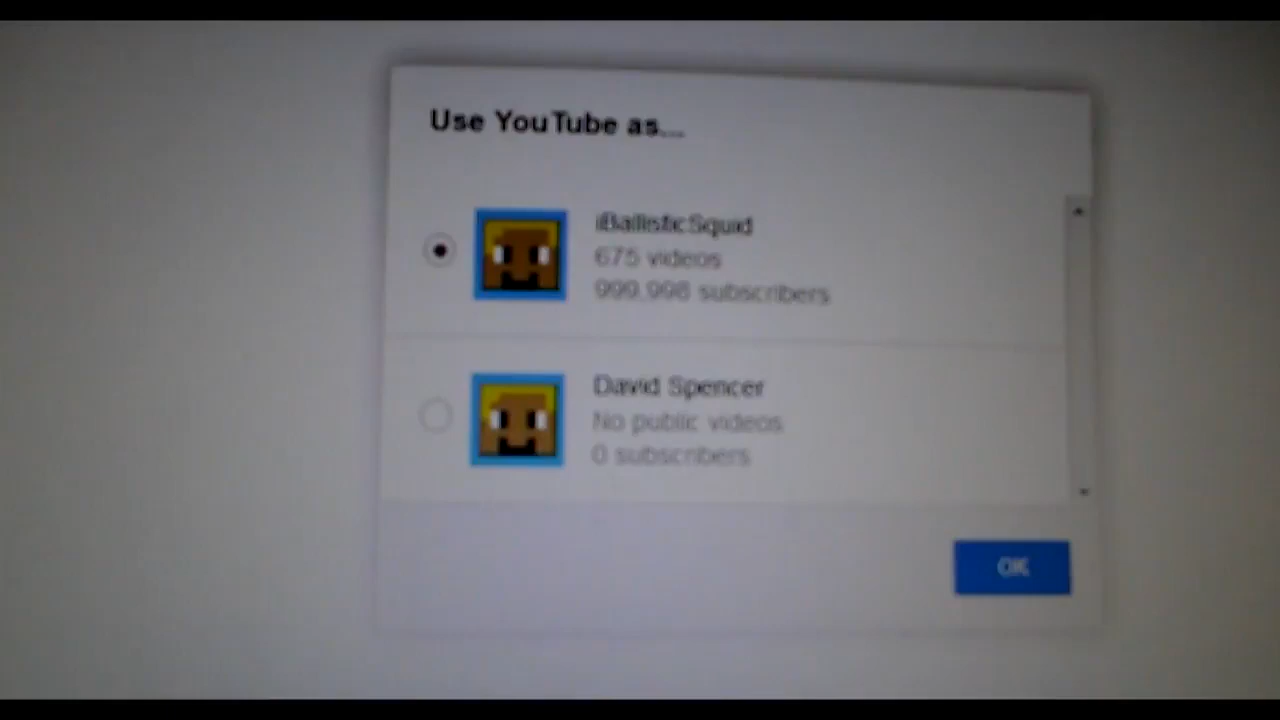 Use YouTube as...
iBallisticSquid
675 videos
999,998 subscribers
David Spencer
No public videos
0 subscribers
OK